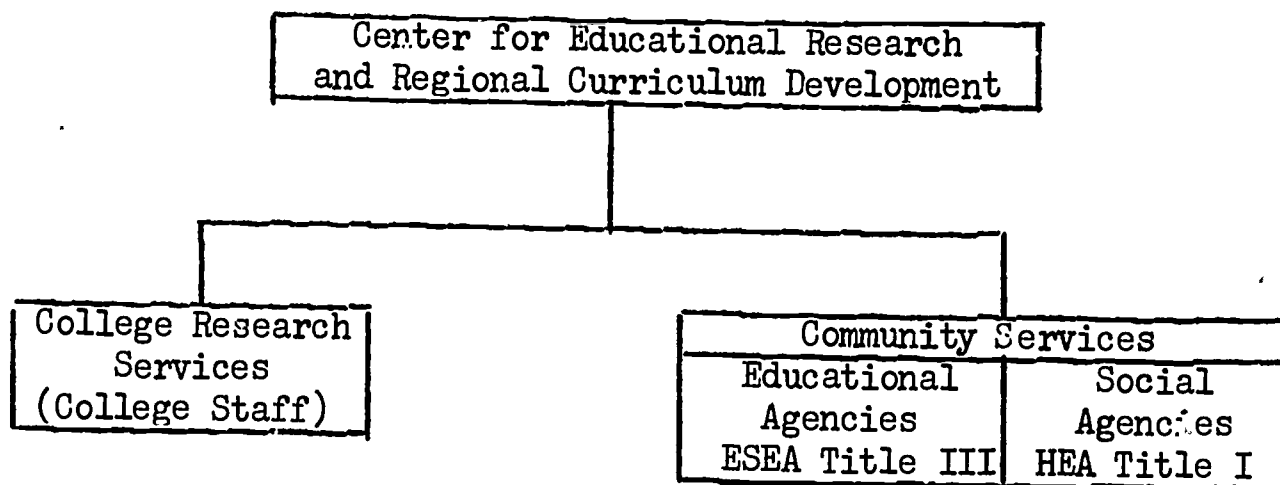 Center for Educational Research
and Regional Curriculum Development
College Research
Services
(College Staff)
Community Services
Educational
Agencies
ESEA Title III
Social
Agencies
HEA Title I